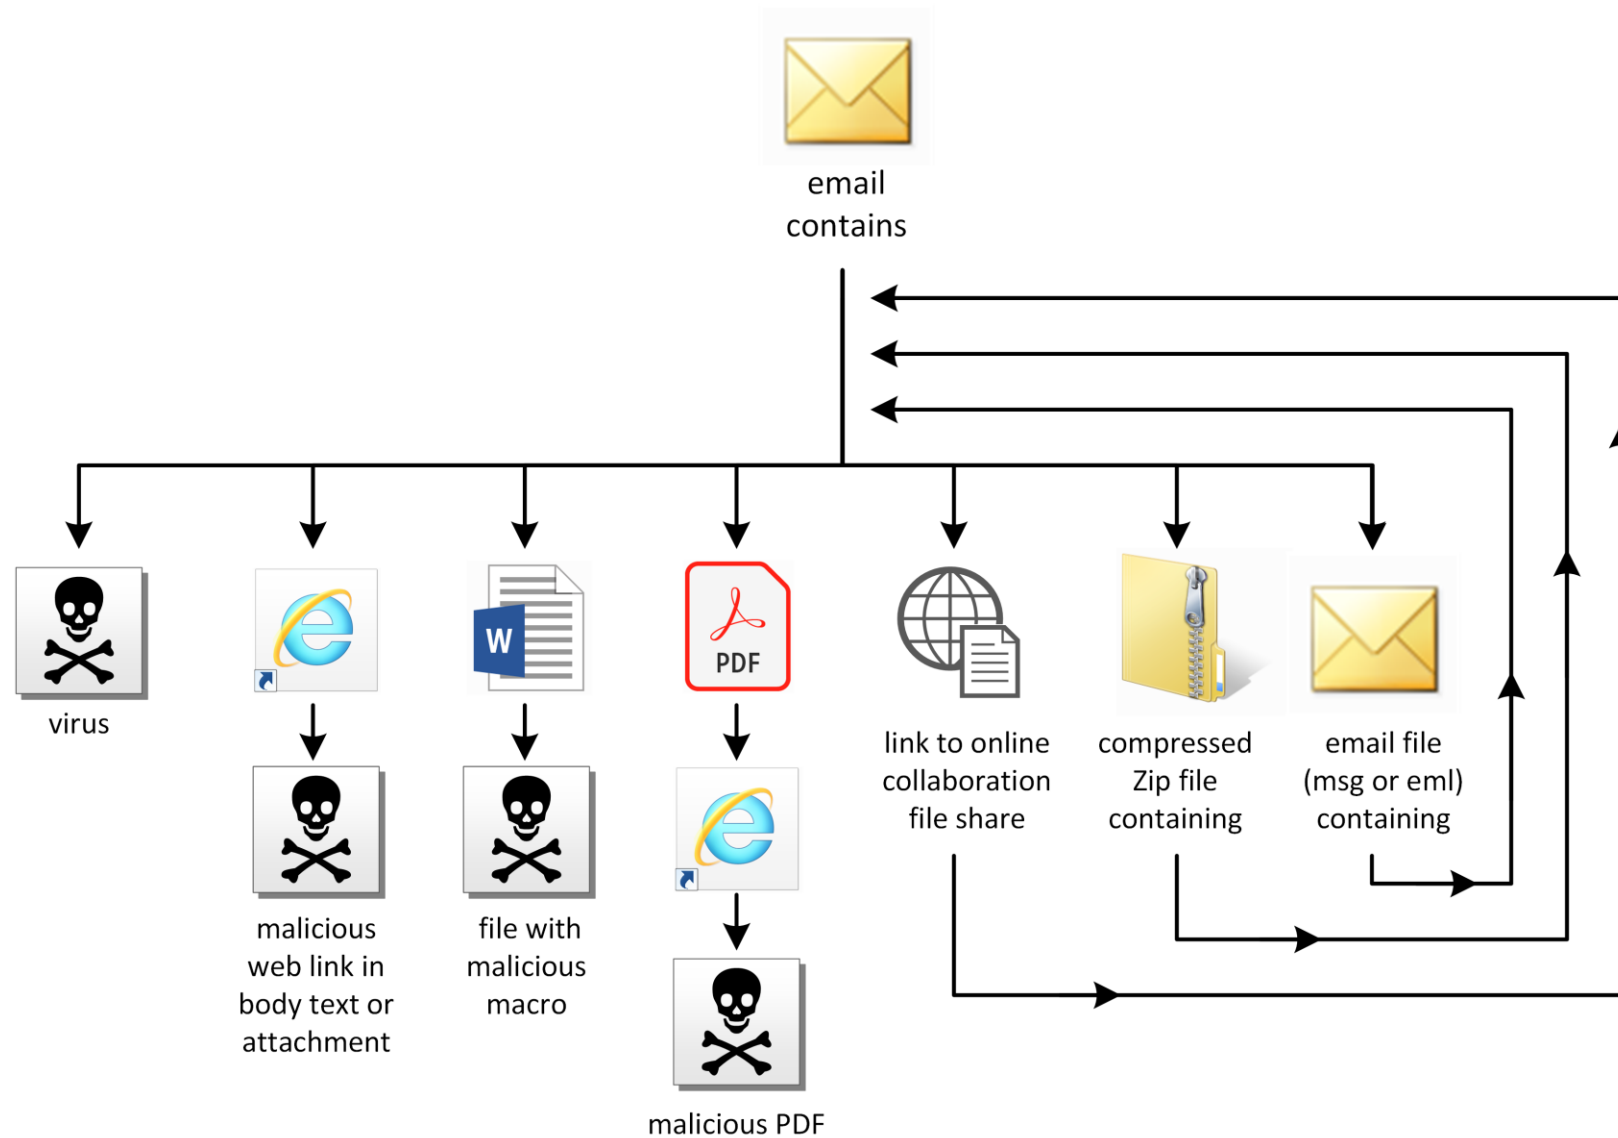 email
contains
virus
W
PDF
link to online
collaboration
file share
compressed
Zip file
containing
email file
(msg or eml)
containing
malicious
web link in
body text or
attachment
file with
malicious
macro
malicious PDF